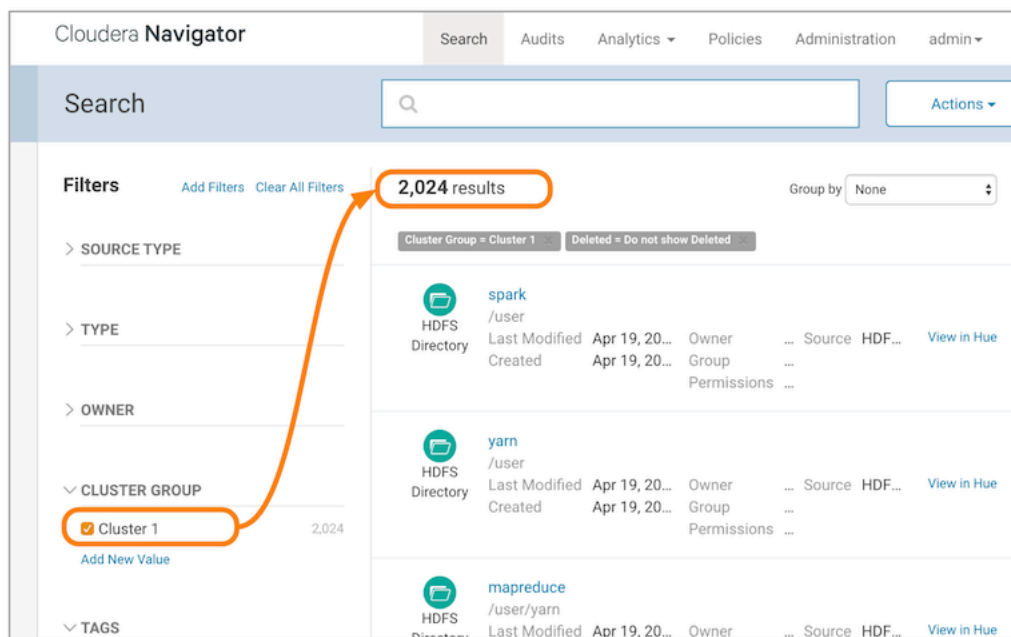 Cloudera Navigator
Search Audits Analytics Policies Administration admin
Search
Actions
Filters Add Filters Clear All Filters
2,024 results
Group by None
Cluster Group = Cluster 1 × Deleted = Do not show Deleted ×
SOURCE TYPE
TYPE
OWNER
CLUSTER GROUP
Cluster 1 2,024
Add New Value
TAGS
HDFS
Directory
spark
/user
Last Modified Apr 19, 20... Owner ... Source HDF... View in Hue
Created Apr 19, 20... Group ...
Permissions ...
HDFS
Directory
yarn
/user
Last Modified Apr 19, 20... Owner ... Source HDF... View in Hue
Created Apr 19, 20... Group ...
Permissions ...
HDFS
Directory
mapreduce
/user/yarn
Last Modified Apr 19, 20... Owner ... Source HDF... View in Hue